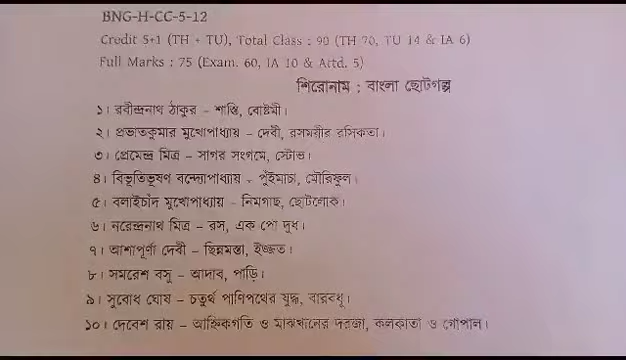 BNG-H-CC-5-12
Credit 5+1 (TH + TU), Total Class : 90 (TH 70, TU 14 & IA 6)
Full Marks : 75 (Exam. 60, IA 10 & Attd. 5)
শিরোনাম : বাংলা ছোটগল্প
১। রবীন্দ্রনাথ ঠাকুর – শাস্তি, বোষ্টমী।
২। প্রভাতকুমার মুখোপাধ্যায় – দেবী, রসময়ীর রসিকতা।
৩। প্রেমেন্দ্র মিত্র – সাগর সংগমে, স্টোভ।
৪। বিভূতিভূষণ বন্দ্যোপাধ্যায় – পুঁইমাচা, মৌরিফুল।
৫। বলাইচাঁদ মুখোপাধ্যায় – নিমগাছ, ছোটলোক।
৬। নরেন্দ্রনাথ মিত্র – রস, এক পো দুধ।
৭। আশাপূর্ণা দেবী – ছিন্নমস্তা, ইজ্জত।
৮। সমরেশ বসু – আদাব, পাড়ি।
৯। সুবোধ ঘোষ – চতুর্থ পাণিপথের যুদ্ধ, বারবধূ।
১০। দেবেশ রায় – আহ্নিকগতি ও মাঝখানের দরজা, কলকাতা ও গোপাল।